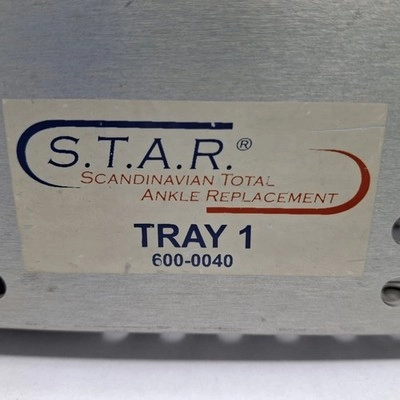 S.T.A.R.®
SCANDINAVIAN TOTAL
ANKLE REPLACEMENT
TRAY 1
600-0040